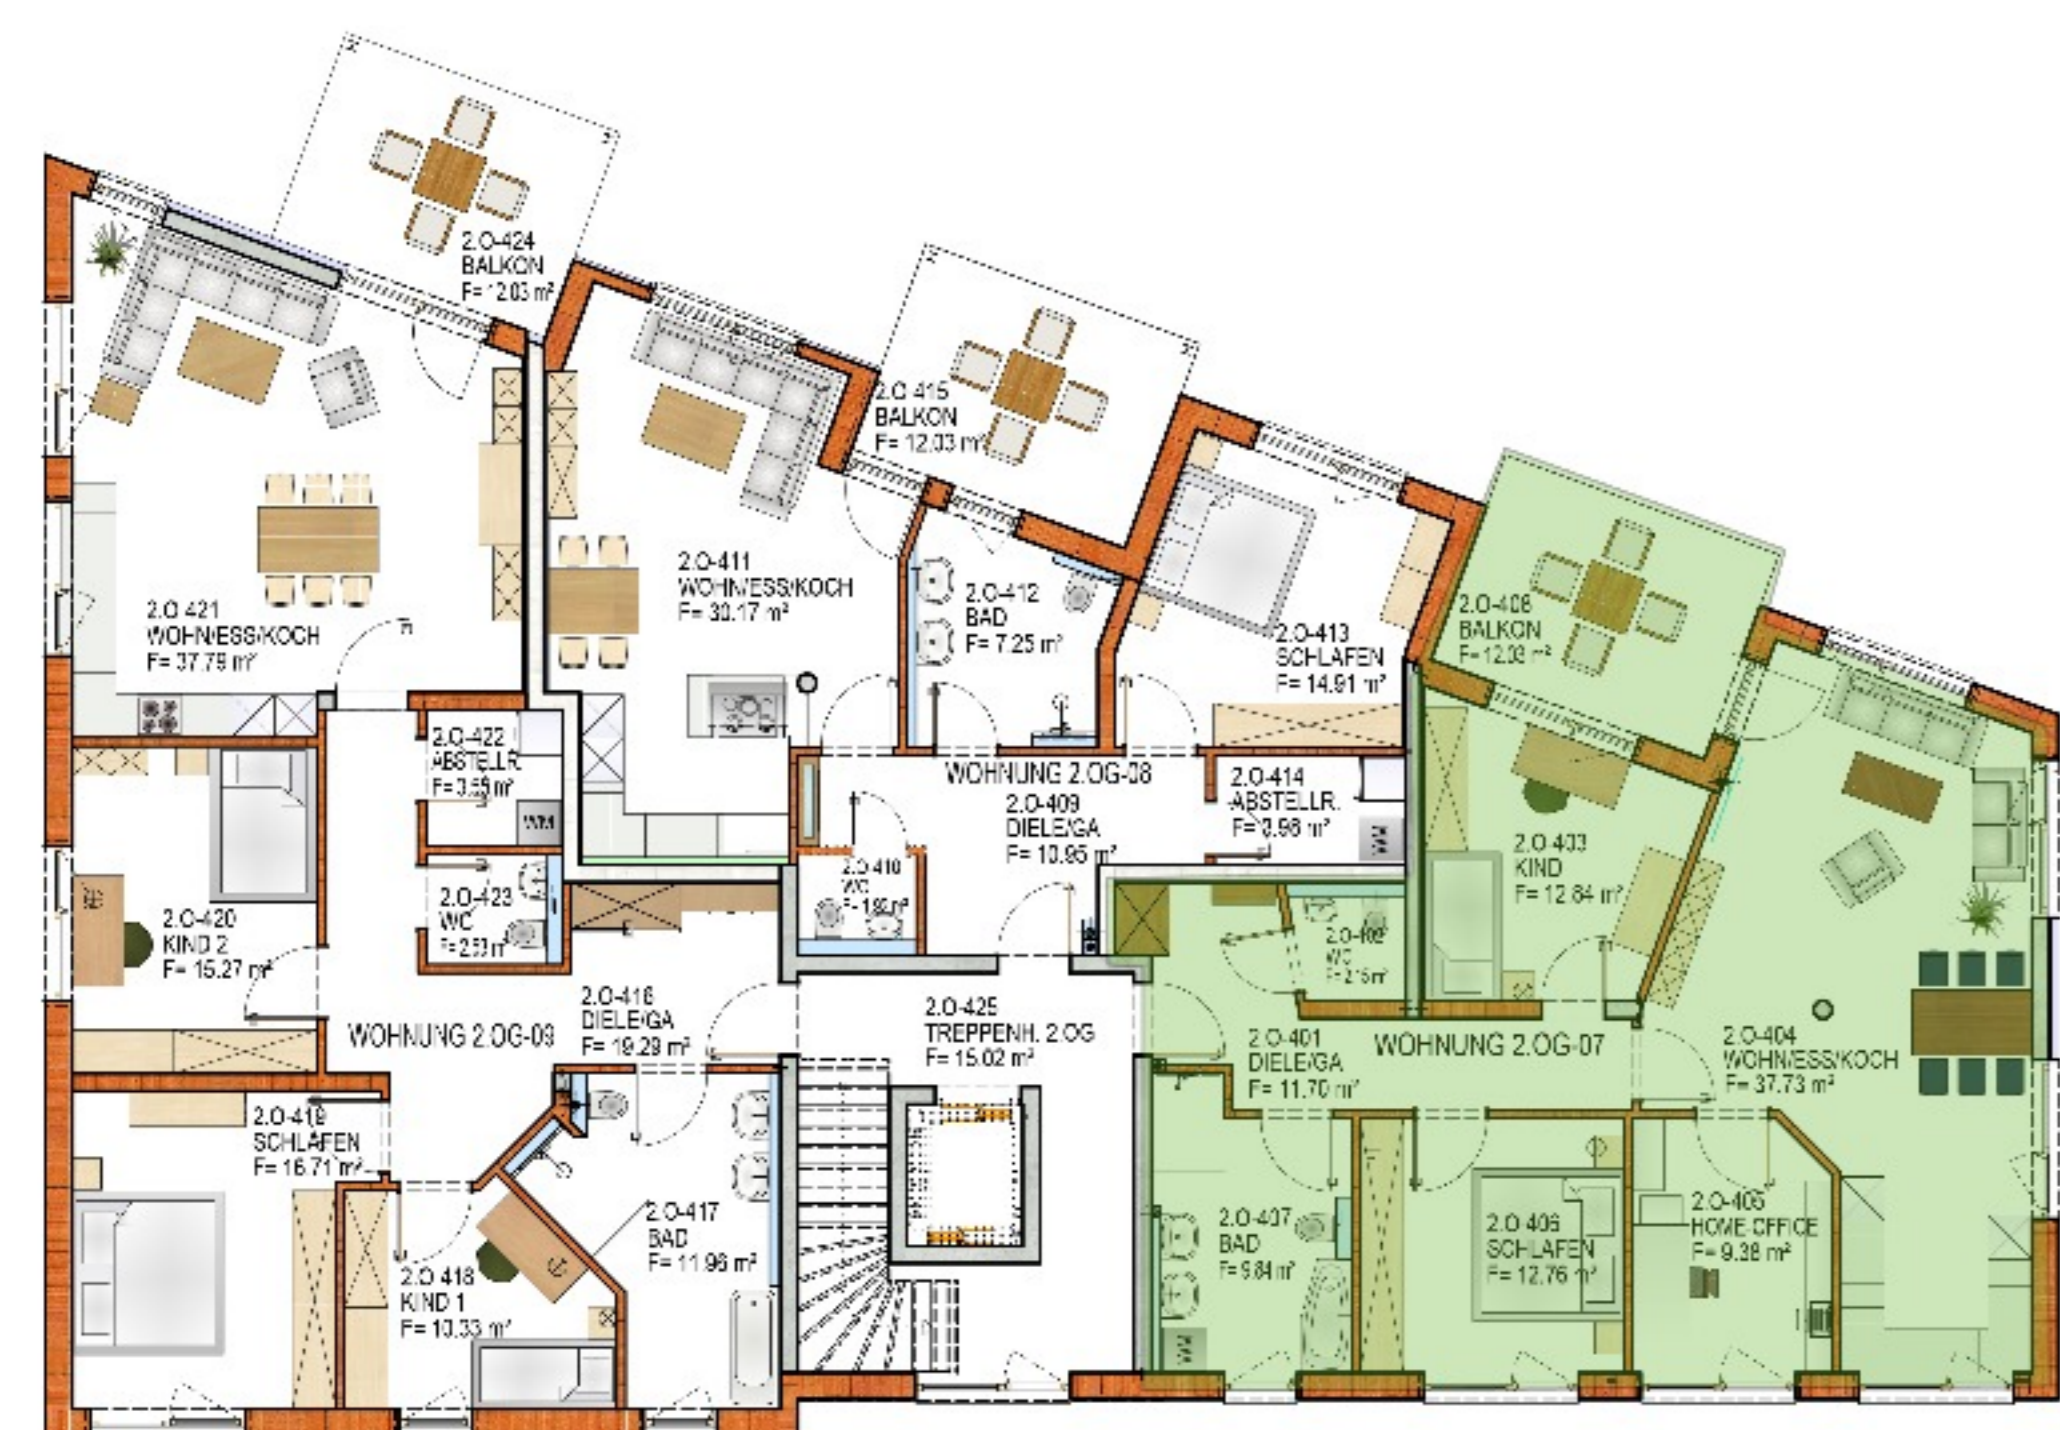 2.O-424
BALKON
F= 12.03 m²
2.O-415
BALKON
F= 12.03 m²
2.O-421
WOHN/ESS/KOCH
F= 37.79 m²
2.O-411
WOHN/ESS/KOCH
F= 30.17 m²
2.O-412
BAD
F= 7.25 m²
2.O-413
SCHLAFEN
F= 14.91 m²
2.O-408
BALKON
F= 12.03 m²
2.O-422
ABSTELLR.
WM
WOHNUNG 2.OG-08
2.O-409
DIELE/GA
F= 10.95 m²
2.O-414
ABSTELLR.
F= 3.98 m²
WM
2.O-410
WC
2.O-403
KIND
F= 12.84 m²
2.O-423
WC
2.O-420
KIND 2
F= 15.27 m²
WC
F= 2.15 m²
WOHNUNG 2.OG-09
2.O-416
DIELE/GA
F= 19.29 m²
2.O-425
TREPPENH. 2.OG
F= 15.02 m²
2.O-401
DIELE/GA
F= 11.70 m²
WOHNUNG 2.OG-07
2.O-404
WOHN/ESS/KOCH
F= 37.73 m²
2.O-419
SCHLAFEN
F= 16.71 m²
2.O-417
BAD
F= 11.96 m²
2.O-418
KIND 1
F= 10.33 m²
2.O-407
BAD
F= 9.84 m²
WM
2.O-406
SCHLAFEN
F= 12.76 m²
2.O-405
HOME-OFFICE
F= 9.38 m²